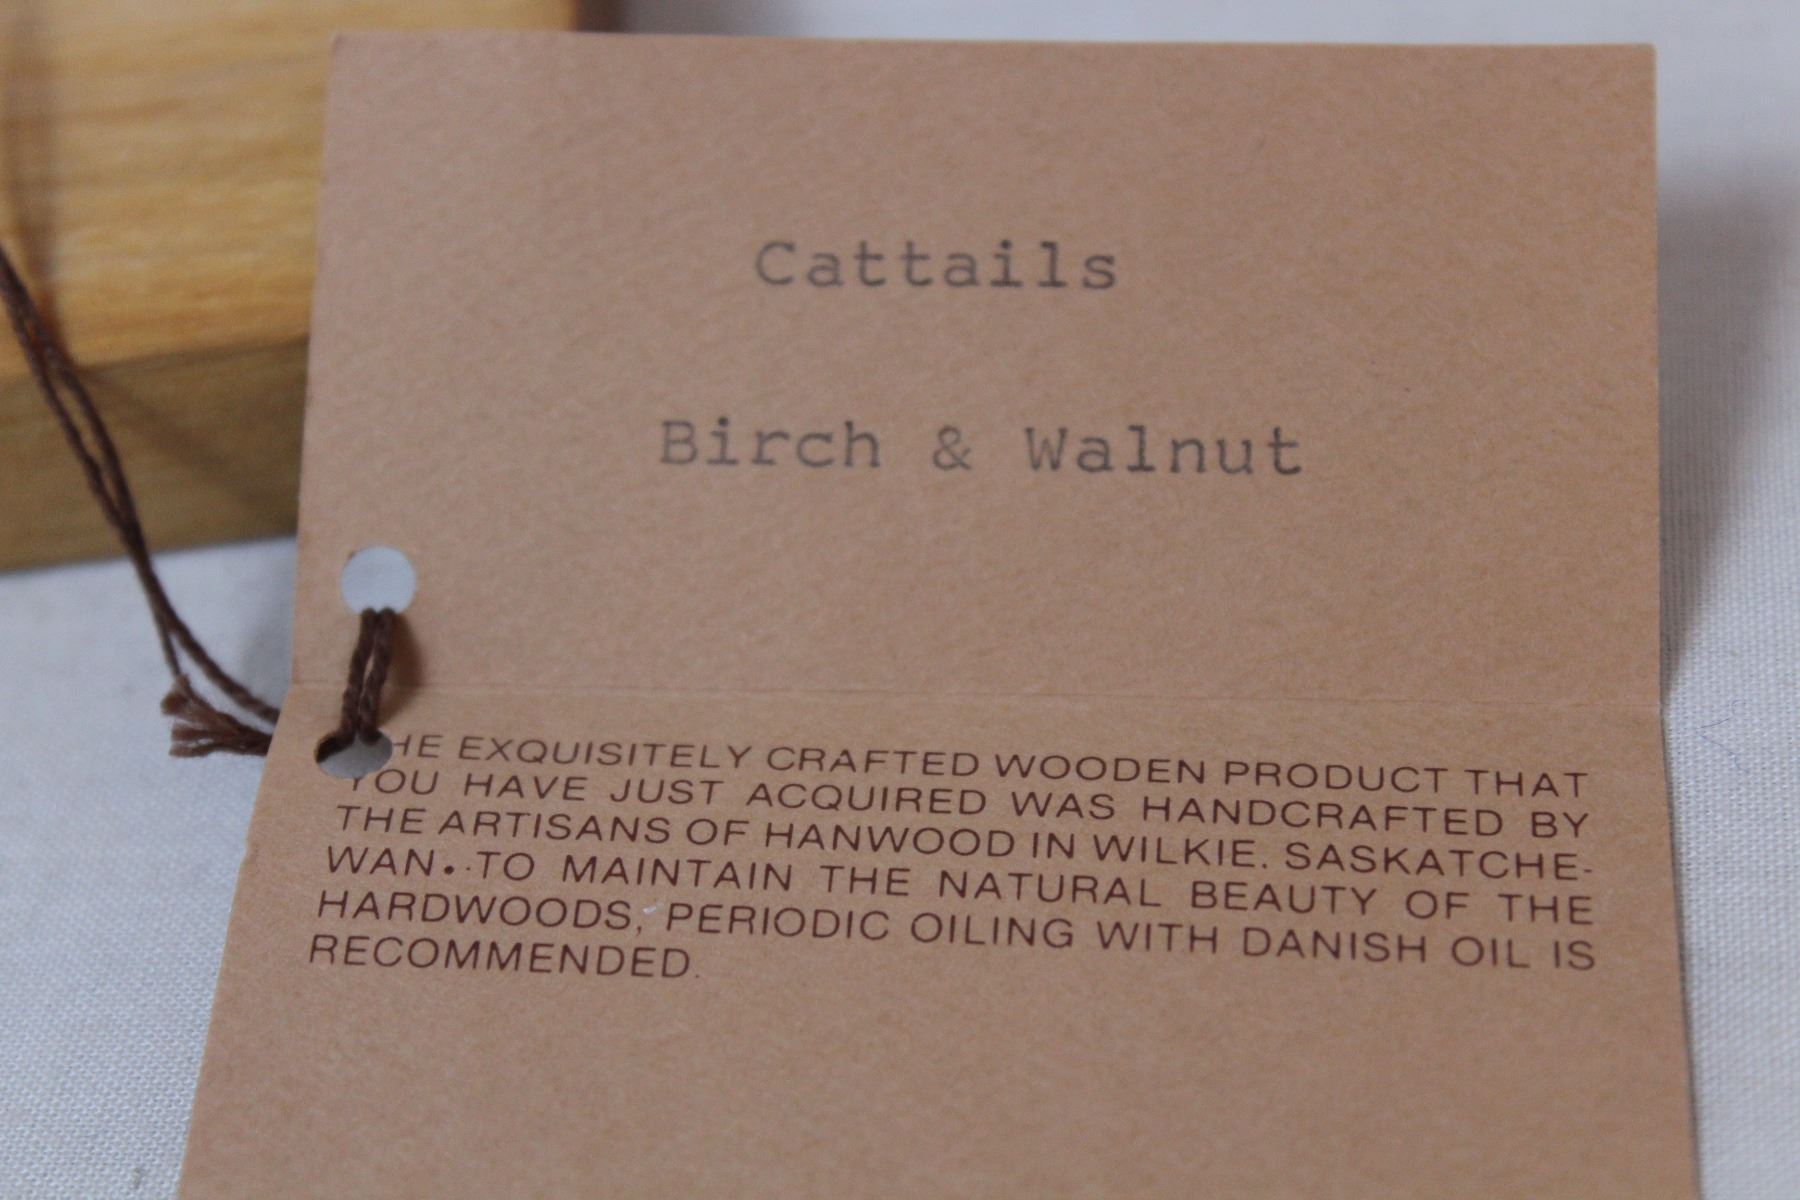 Cattails
Birch & Walnut
THE EXQUISITELY CRAFTED WOODEN PRODUCT THAT
YOU HAVE JUST ACQUIRED WAS HANDCRAFTED BY
THE ARTISANS OF HANWOOD IN WILKIE. SASKATCHE-
WAN. TO MAINTAIN THE NATURAL BEAUTY OF THE
HARDWOODS, PERIODIC OILING WITH DANISH OIL IS
RECOMMENDED.